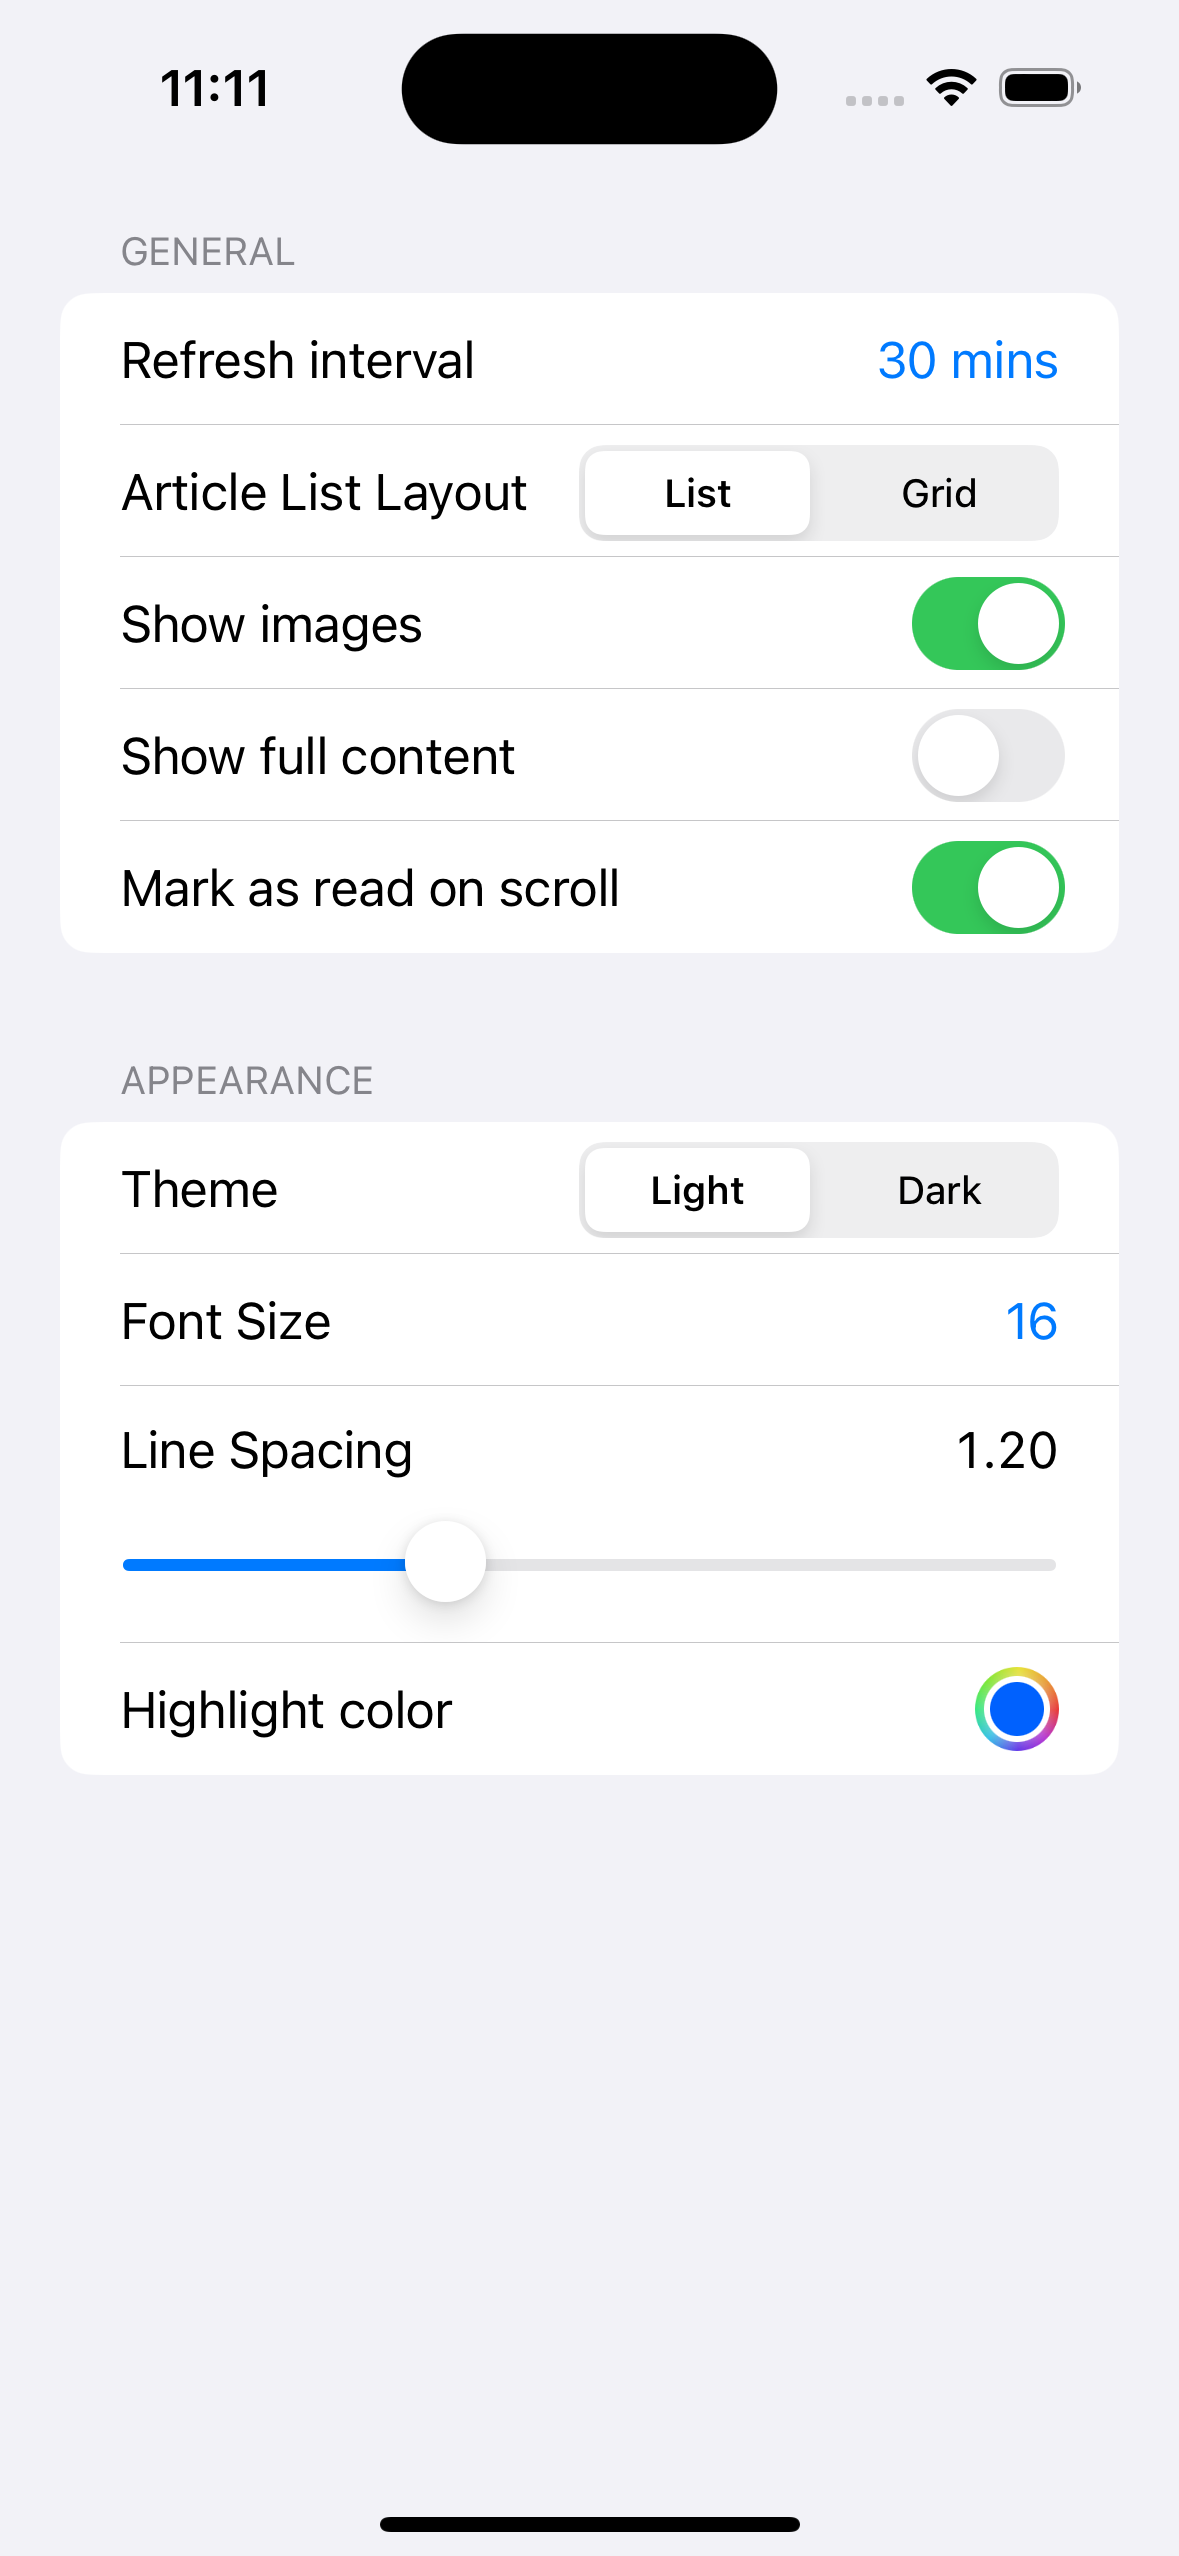 11:11
GENERAL
Refresh interval 30 mins
Article List Layout List Grid
Show images
Show full content
Mark as read on scroll
APPEARANCE
Theme Light Dark
Font Size 16
Line Spacing 1.20
Highlight color